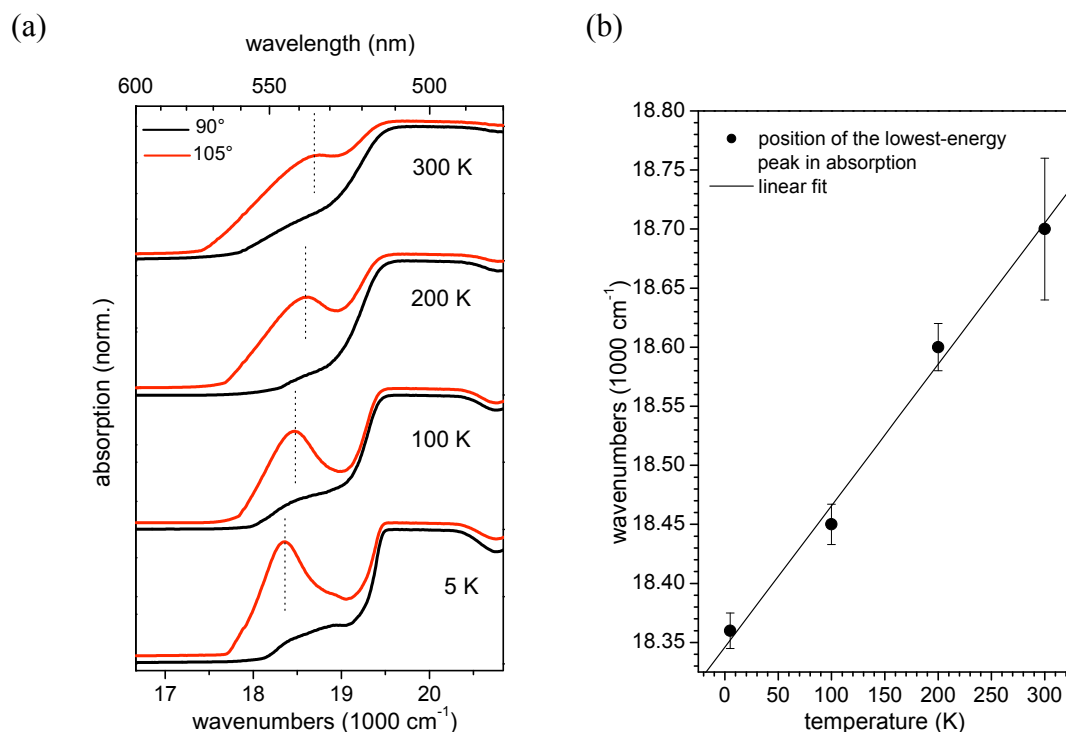 (a)
wavelength (nm)
600 550 500
90°
105°
300 K
200 K
100 K
5 K
absorption (norm.)
17 18 19 20
wavenumbers (1000 cm⁻¹)
(b)
18.80
18.75
18.70
18.65
18.60
18.55
18.50
18.45
18.40
18.35
wavenumbers (1000 cm⁻¹)
position of the lowest-energy
peak in absorption
linear fit
0 50 100 150 200 250 300
temperature (K)